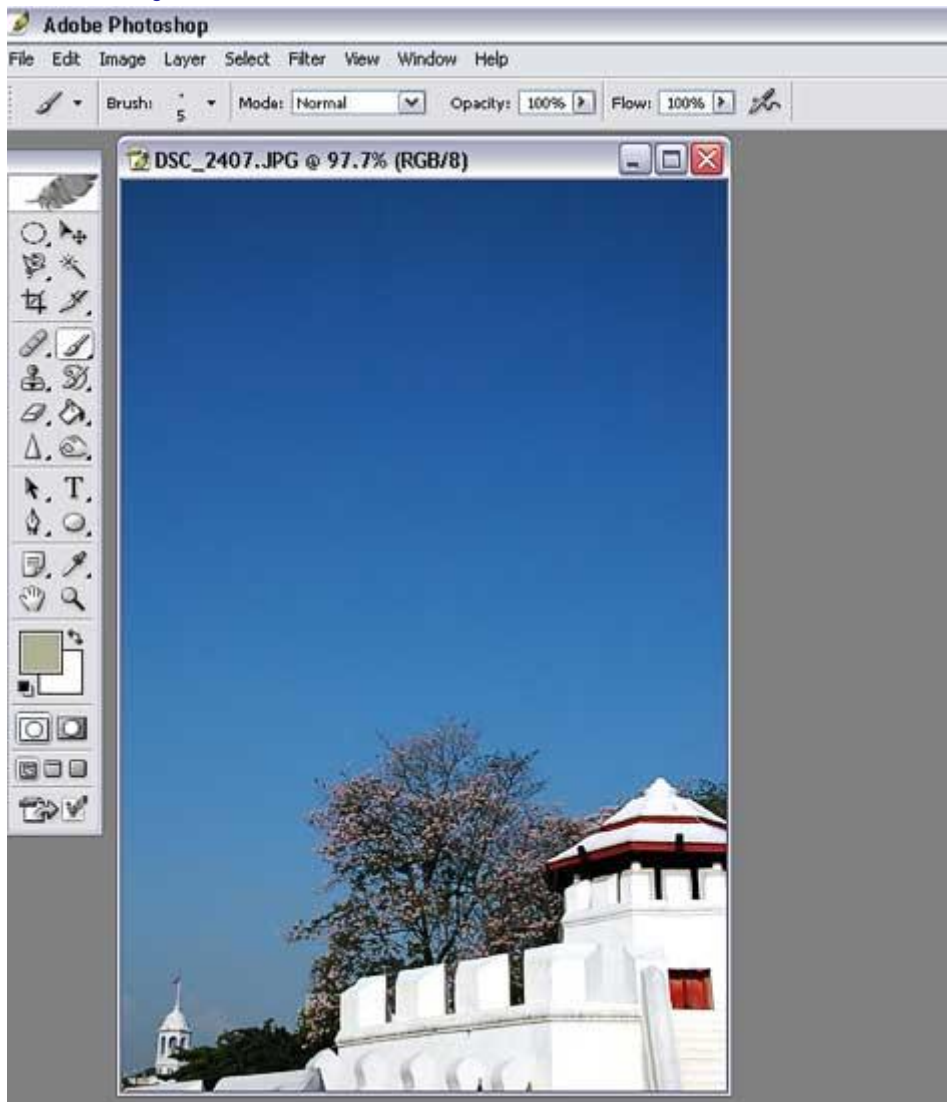 Adobe Photoshop
File Edit Image Layer Select Filter View Window Help
Brush: 5 Mode: Normal Opacity: 100% Flow: 100%
DSC_2407.JPG @ 97.7% (RGB/8)
T